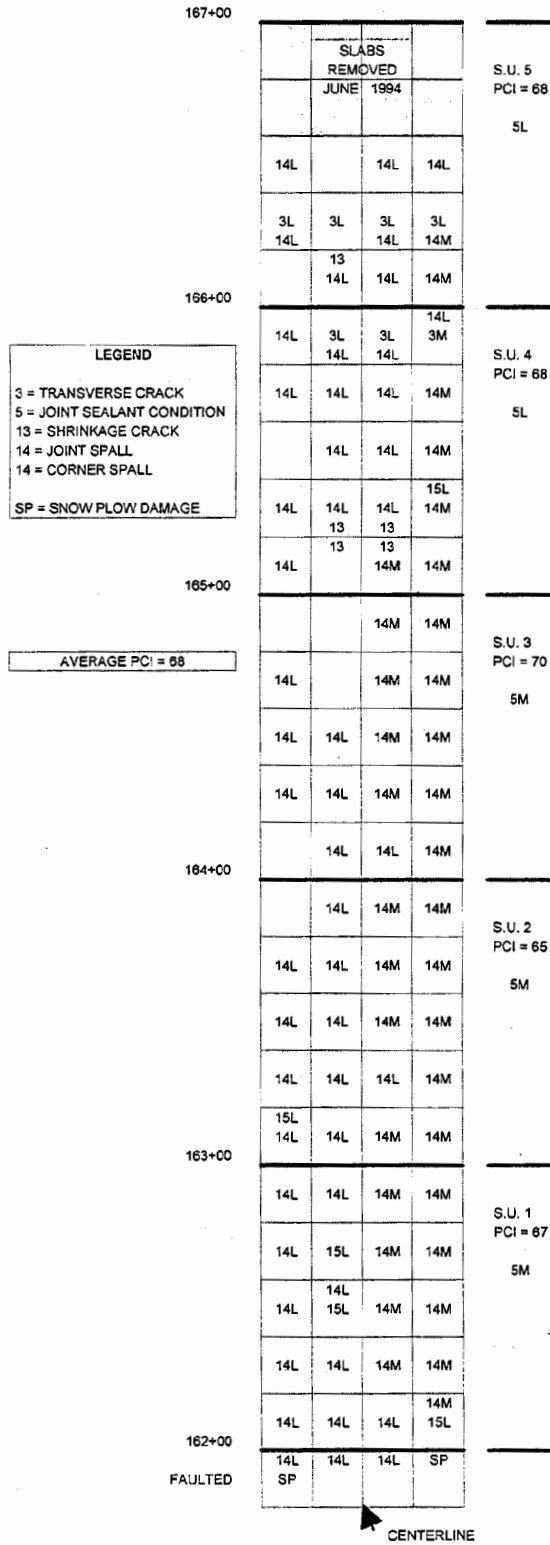 167+00
SLABS
REMOVED
JUNE 1994
S.U. 5
PCI = 68
5L
14L 14L 14L
3L 3L 3L 3L
14L 14L 14M
13
14L 14L 14M
166+00
14L
14L 3L 3L 3M
14L 14L
S.U. 4
PCI = 68
5L
14L 14L 14L 14M
14L 14L 14M
15L
14L 14L 14L 14M
13 13
13 13
14L 14M 14M
LEGEND
3 = TRANSVERSE CRACK
5 = JOINT SEALANT CONDITION
13 = SHRINKAGE CRACK
14 = JOINT SPALL
14 = CORNER SPALL
SP = SNOW PLOW DAMAGE
165+00
14M 14M
S.U. 3
PCI = 70
5M
AVERAGE PCI = 68
14L 14M 14M
14L 14L 14M 14M
14L 14L 14M 14M
14L 14L 14M
164+00
14L 14M 14M
S.U. 2
PCI = 65
5M
14L 14L 14M 14M
14L 14L 14M 14M
14L 14L 14L 14M
15L
14L 14L 14M 14M
163+00
14L 14L 14M 14M
S.U. 1
PCI = 67
5M
14L 15L 14M 14M
14L
14L 15L 14M 14M
14L 14L 14M 14M
14M
14L 14L 14L 15L
162+00
14L 14L 14L SP
FAULTED SP
CENTERLINE